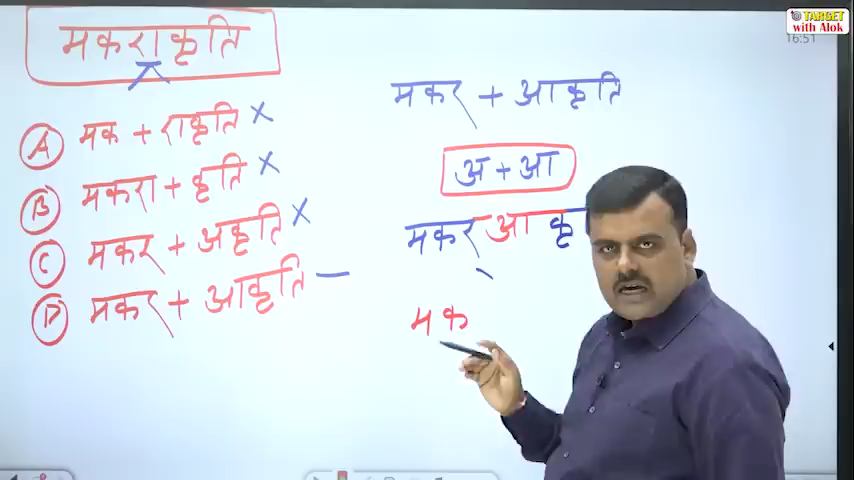 मकराकृति
A मक + राकृति ×
B मकरा + कृति ×
C मकर + अकृति ×
D मकर + आकृति –
मकर + आकृति
अ + आ
मकर आ कृ
मक
TARGET
with Alok
16:51